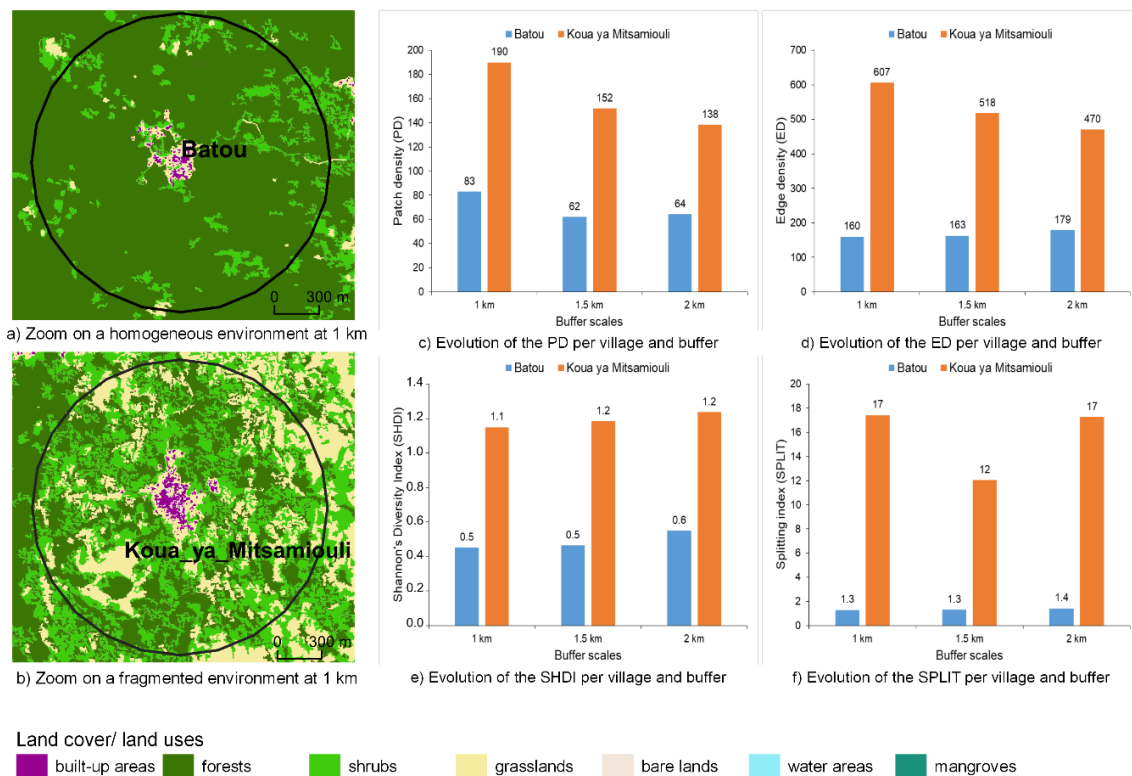 Batou
0 300 m
a) Zoom on a homogeneous environment at 1 km
Batou Koua ya Mitsamiouli
Patch density (PD)
200
180
160
140
120
100
80
60
40
20
0
83
190
62
152
64
138
1 km 1.5 km 2 km
Buffer scales
c) Evolution of the PD per village and buffer
Batou Koua ya Mitsamiouli
Edge density (ED)
700
600
500
400
300
200
100
0
160
607
163
518
179
470
1 km 1.5 km 2 km
Buffer scales
d) Evolution of the ED per village and buffer
Koua_ya_Mitsamiouli
0 300 m
b) Zoom on a fragmented environment at 1 km
Batou Koua ya Mitsamiouli
Shannon's Diversity Index (SHDI)
1.4
1.2
1.0
0.8
0.6
0.4
0.2
0.0
0.5
1.1
0.5
1.2
0.6
1.2
1 km 1.5 km 2 km
Buffer scales
e) Evolution of the SHDI per village and buffer
Batou Koua ya Mitsamiouli
Splitting index (SPLIT)
20
18
16
14
12
10
8
6
4
2
0
1.3
17
1.3
12
1.4
17
1 km 1.5 km 2 km
Buffer scales
f) Evolution of the SPLIT per village and buffer
Land cover/ land uses
built-up areas forests shrubs grasslands bare lands water areas mangroves